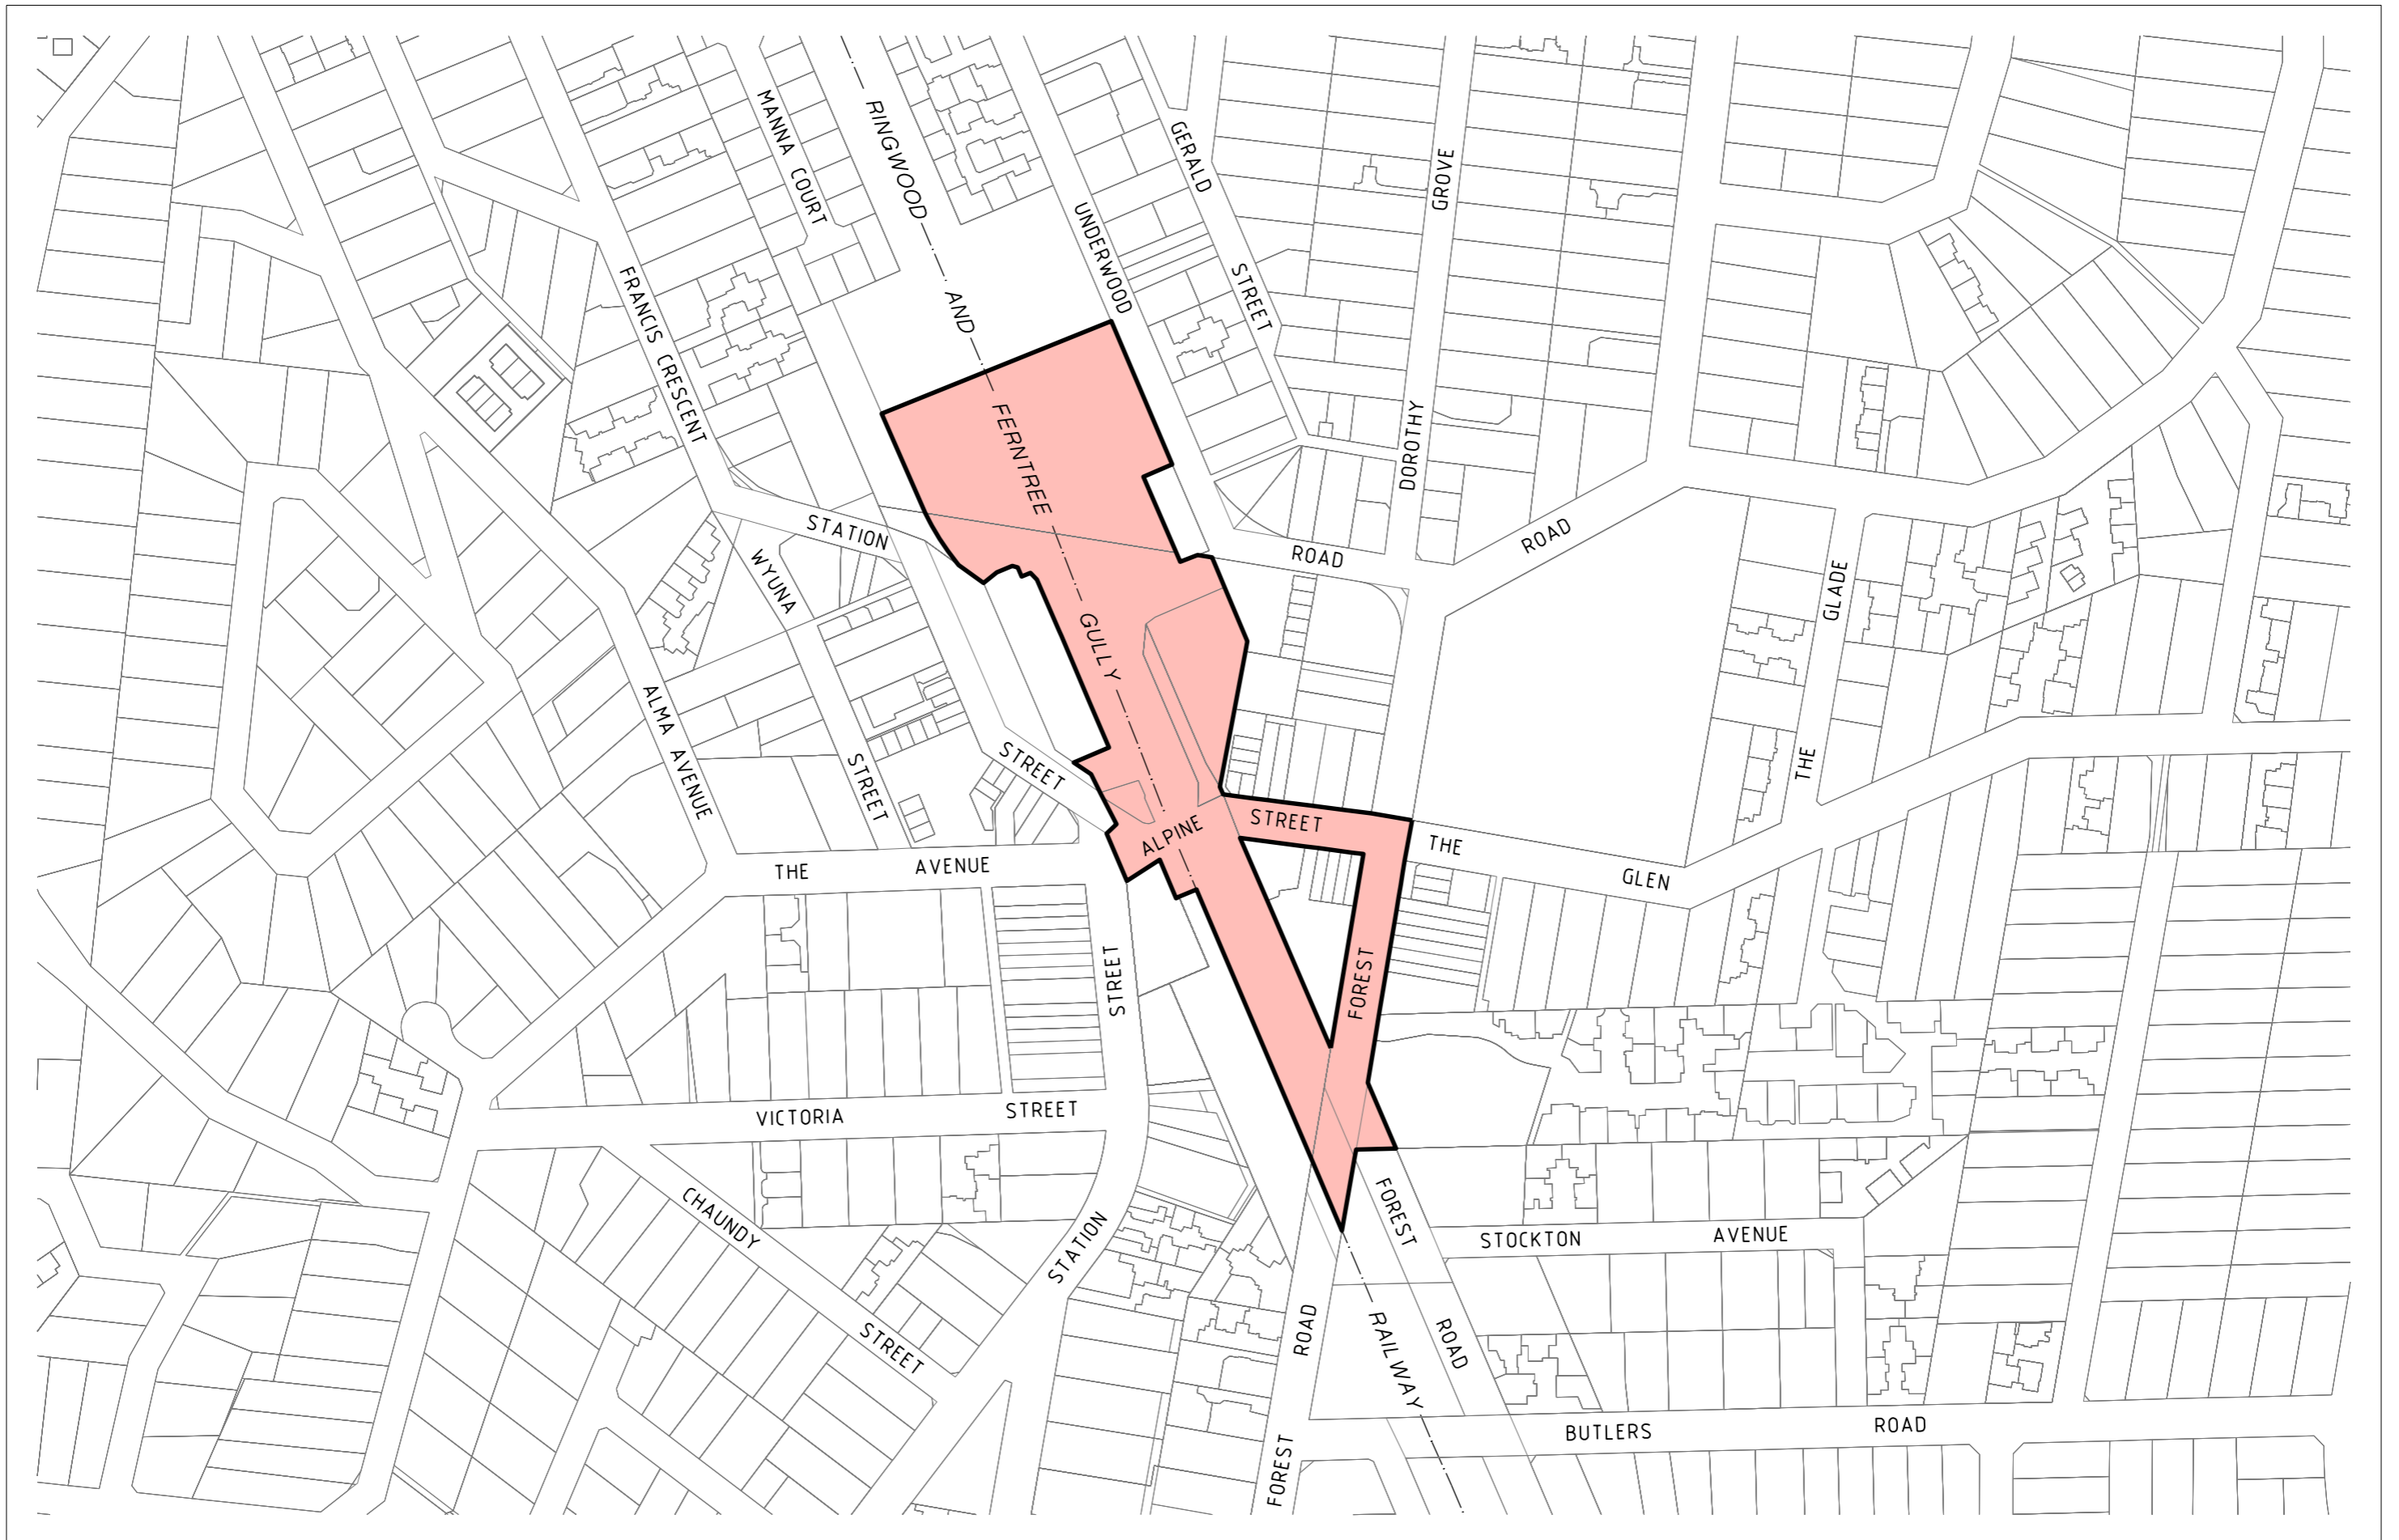 MANNA COURT
RINGWOOD AND FERNTREE GULLY RAILWAY
UNDERWOOD ROAD
GERALD STREET
DOROTHY GROVE
FRANCIS CRESCENT
STATION STREET
WYUNA STREET
ROAD
THE GLADE
ALMA AVENUE
ALPINE STREET
THE GLEN
THE AVENUE
FOREST ROAD
STREET
VICTORIA STREET
CHAUNDY STREET
STATION
FOREST
STOCKTON AVENUE
ROAD
BUTLERS ROAD
FOREST